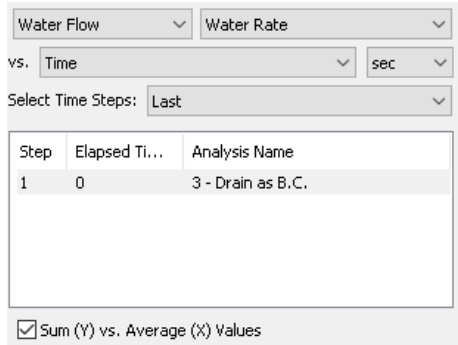 Water Flow Water Rate
vs. Time sec
Select Time Steps: Last
Step Elapsed Ti... Analysis Name
1 0 3 - Drain as B.C.
Sum (Y) vs. Average (X) Values